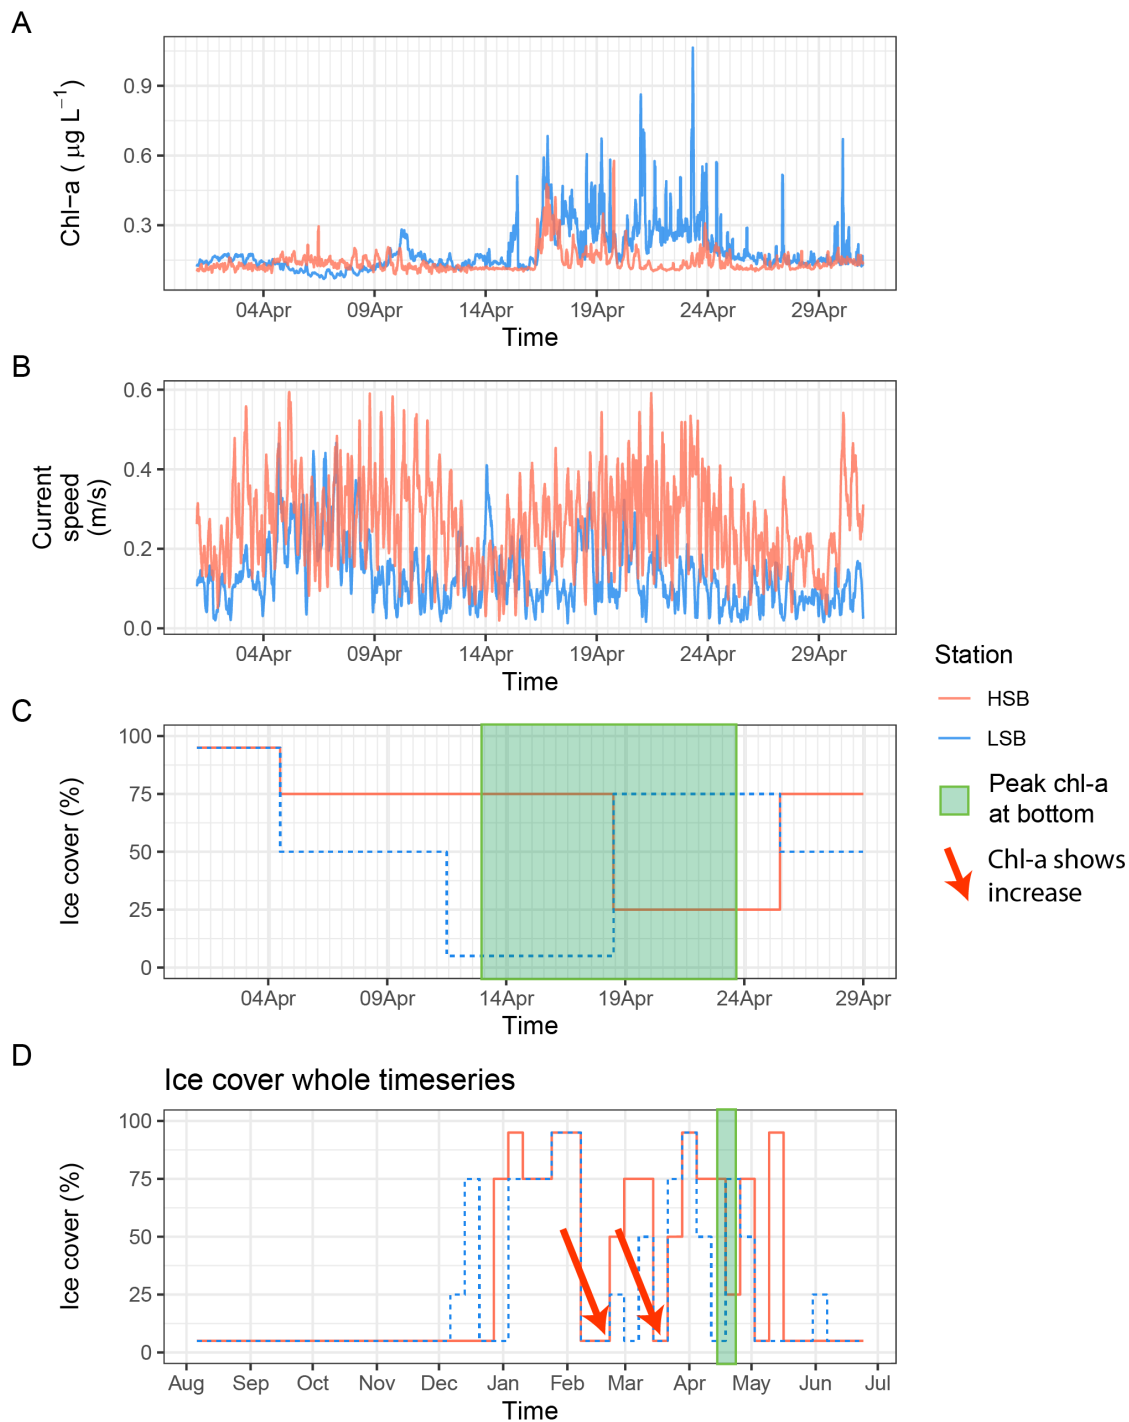 A
Chl−a ( μg L−1)
0.9
0.6
0.3
04Apr 09Apr 14Apr 19Apr 24Apr 29Apr
Time
B
Current
speed
(m/s)
0.6
0.4
0.2
0.0
04Apr 09Apr 14Apr 19Apr 24Apr 29Apr
Time
Station
HSB
LSB
Peak chl-a
at bottom
Chl-a shows
increase
C
Ice cover (%)
100
75
50
25
0
04Apr 09Apr 14Apr 19Apr 24Apr 29Apr
Time
D
Ice cover whole timeseries
Ice cover (%)
100
75
50
25
0
Aug Sep Oct Nov Dec Jan Feb Mar Apr May Jun Jul
Time